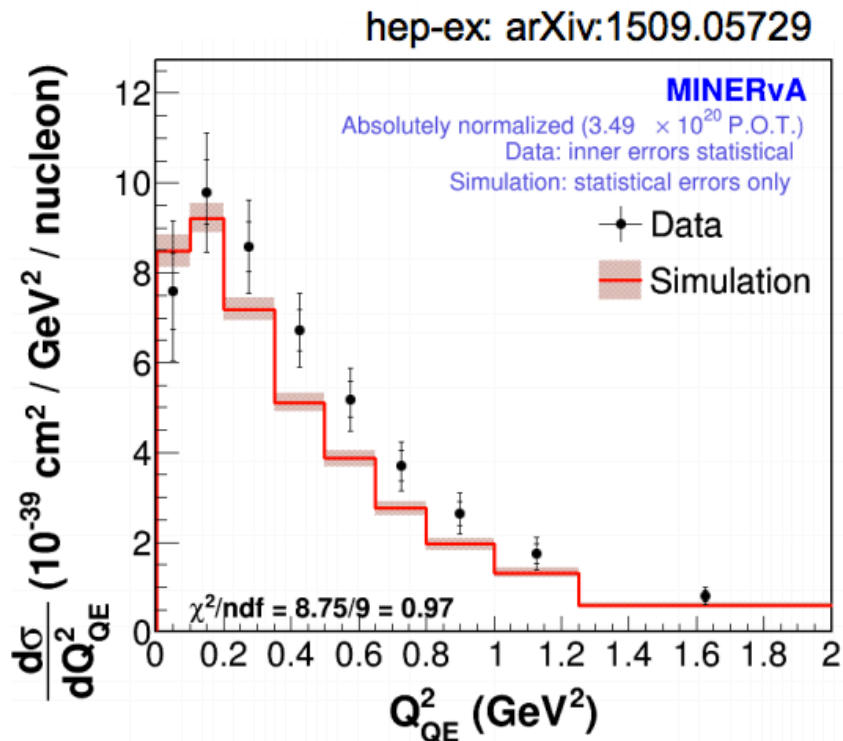 hep-ex: arXiv:1509.05729
MINERvA
Absolutely normalized (3.49 × 10²⁰ P.O.T.)
Data: inner errors statistical
Simulation: statistical errors only
Data
Simulation
dσ/dQ²_QE (10⁻³⁹ cm² / GeV² / nucleon)
12
10
8
6
4
2
0
χ²/ndf = 8.75/9 = 0.97
0 0.2 0.4 0.6 0.8 1 1.2 1.4 1.6 1.8 2
Q²_QE (GeV²)